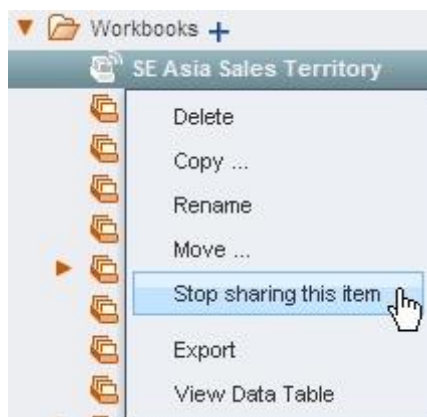 Workbooks +
SE Asia Sales Territory
Delete
Copy ...
Rename
Move ...
Stop sharing this item
Export
View Data Table